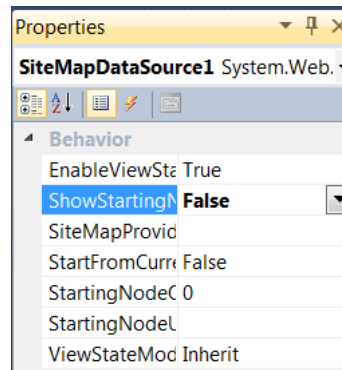 Properties
SiteMapDataSource1 System.Web.
Behavior
EnableViewSta True
ShowStartingN False
SiteMapProvid
StartFromCurre False
StartingNodeO 0
StartingNodeU
ViewStateMod Inherit